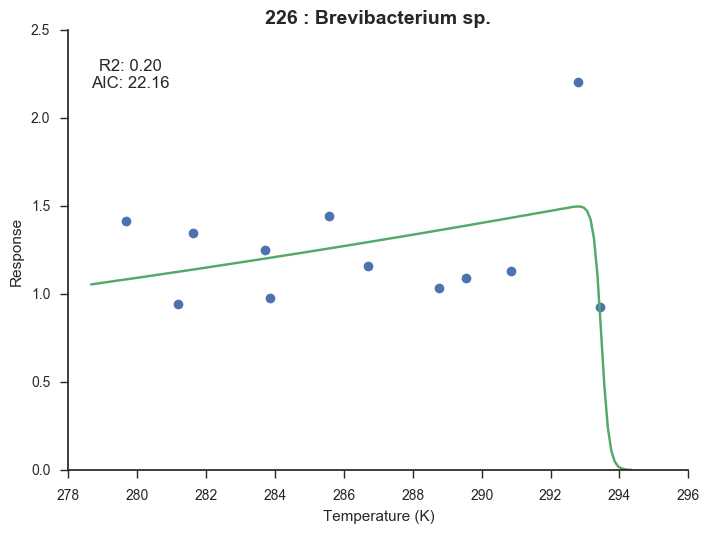 226 : Brevibacterium sp.
R2: 0.20
AIC: 22.16
Response
2.5
2.0
1.5
1.0
0.5
0.0
278 280 282 284 286 288 290 292 294 296
Temperature (K)